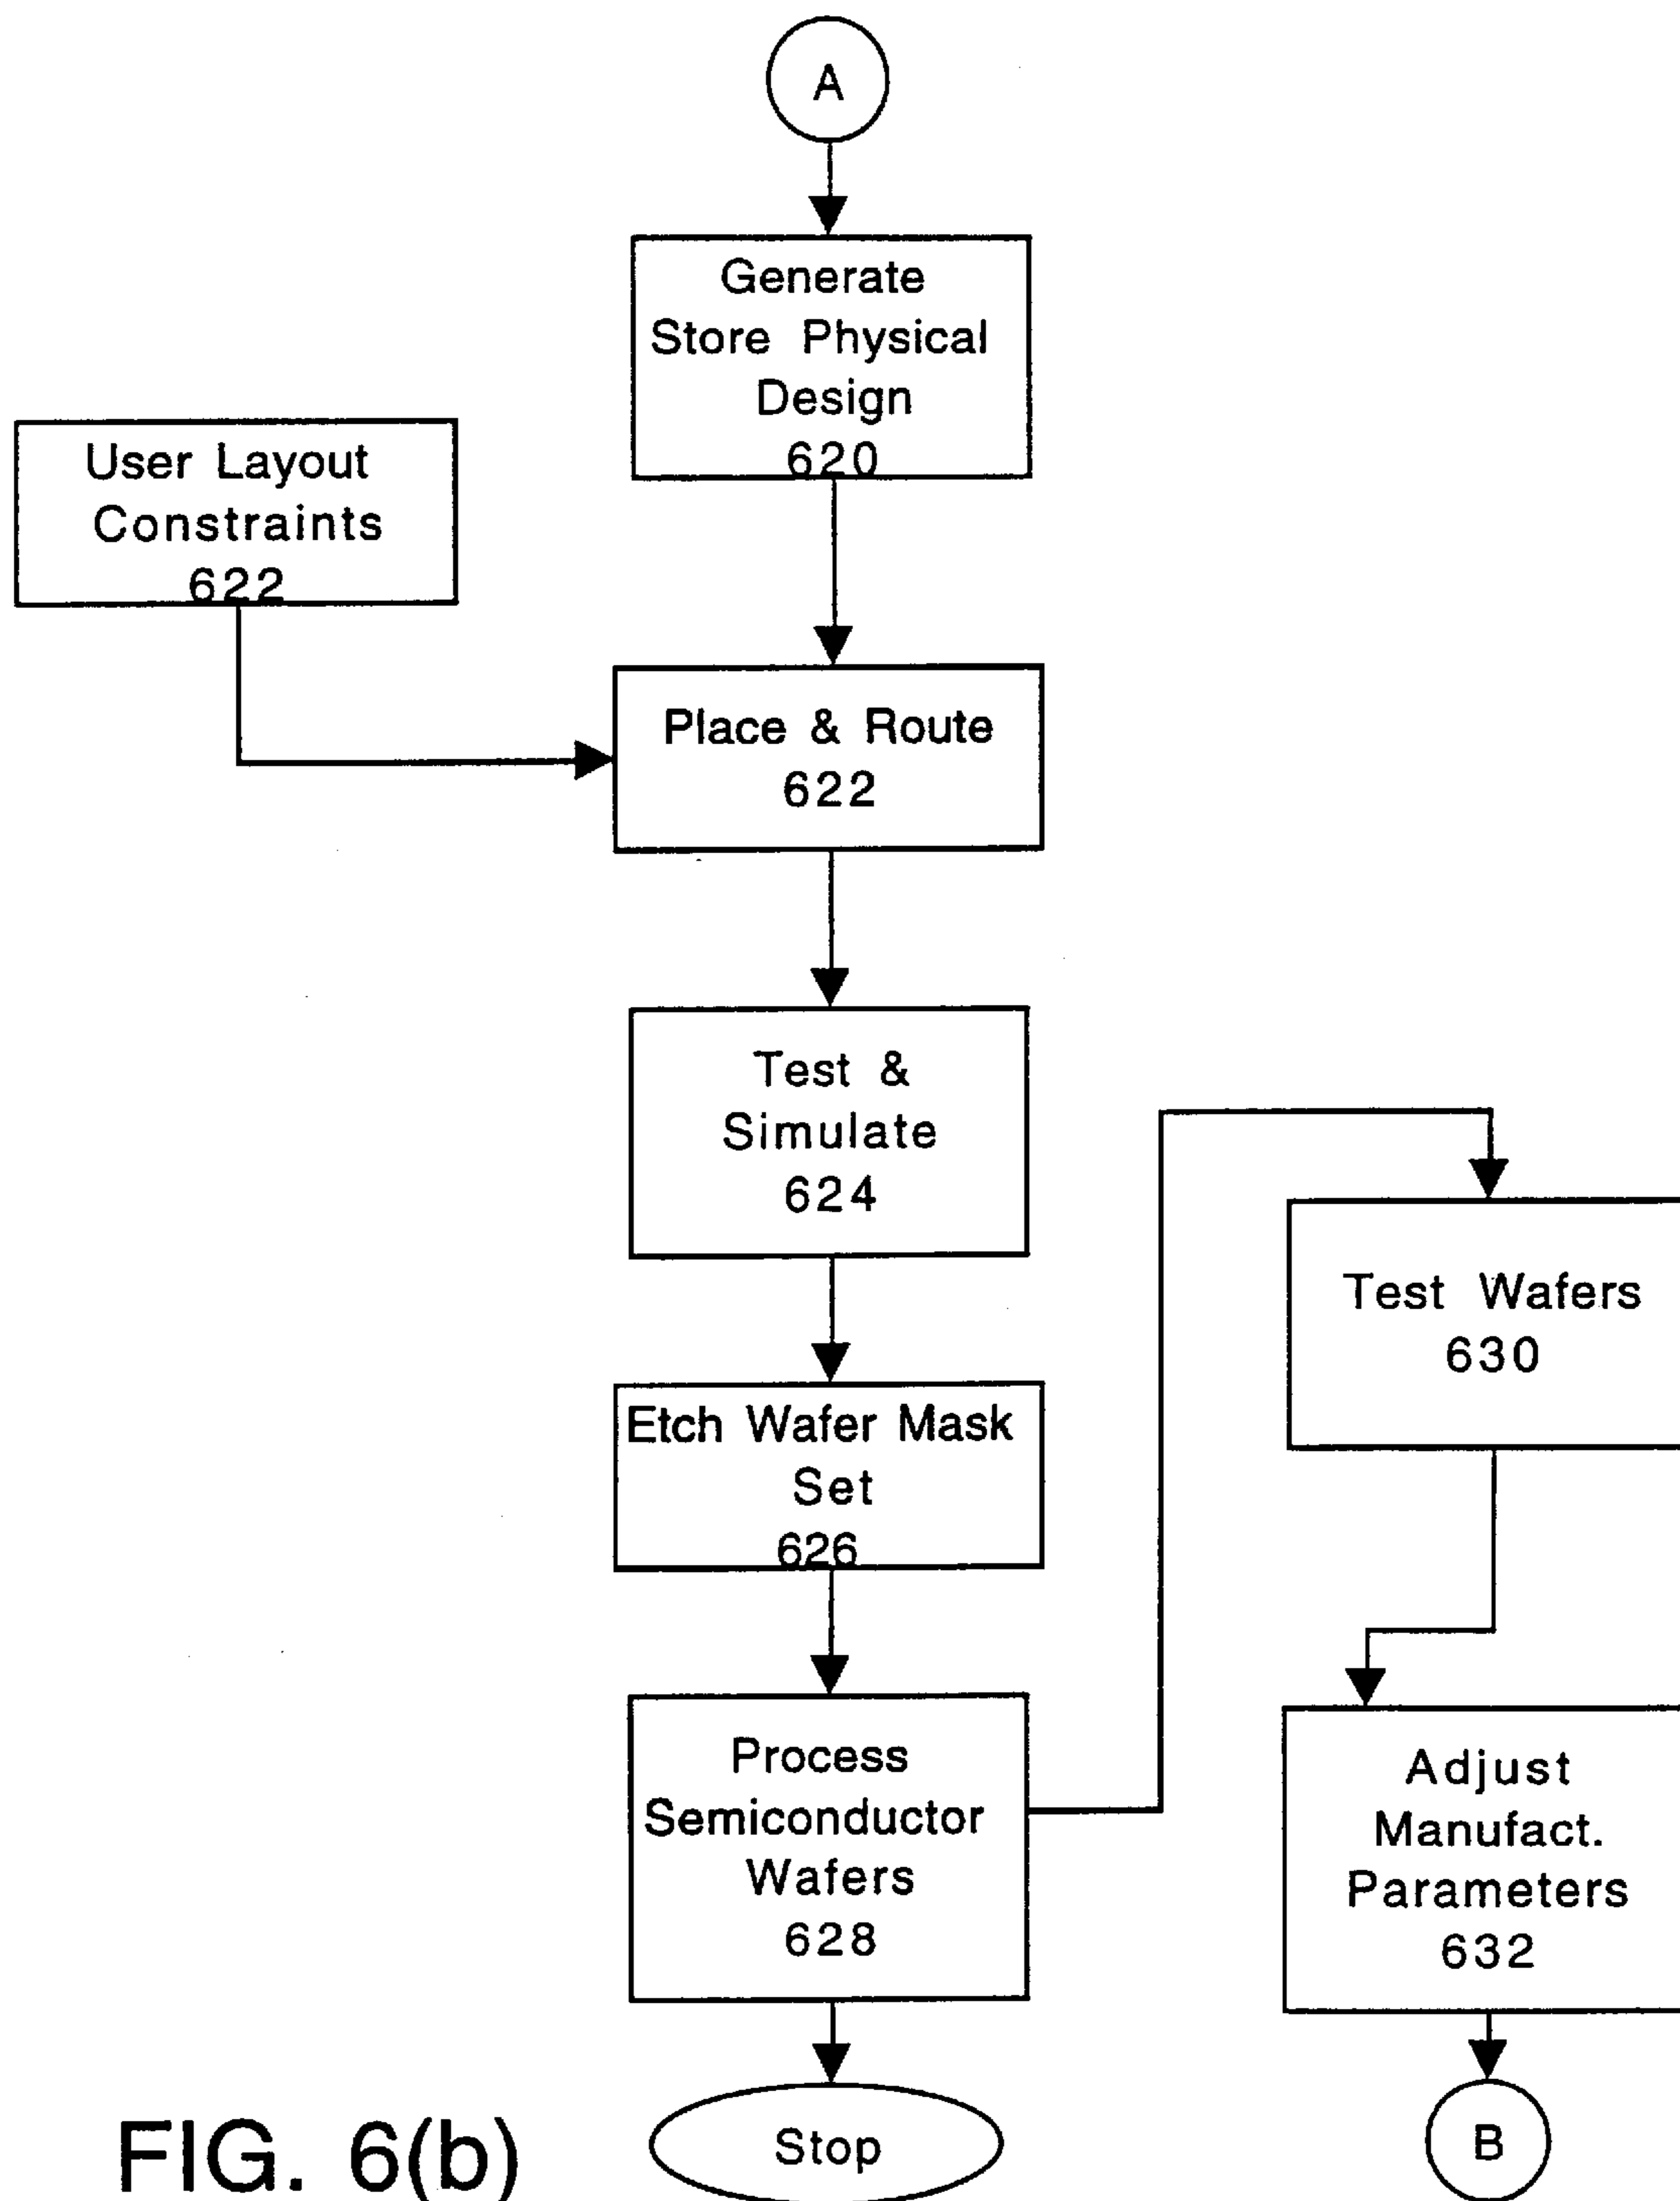 A
Generate
Store Physical
Design
620
User Layout
Constraints
622
Place & Route
622
Test &
Simulate
624
Etch Wafer Mask
Set
626
Process
Semiconductor
Wafers
628
Stop
Test Wafers
630
Adjust
Manufact.
Parameters
632
B
FIG. 6(b)